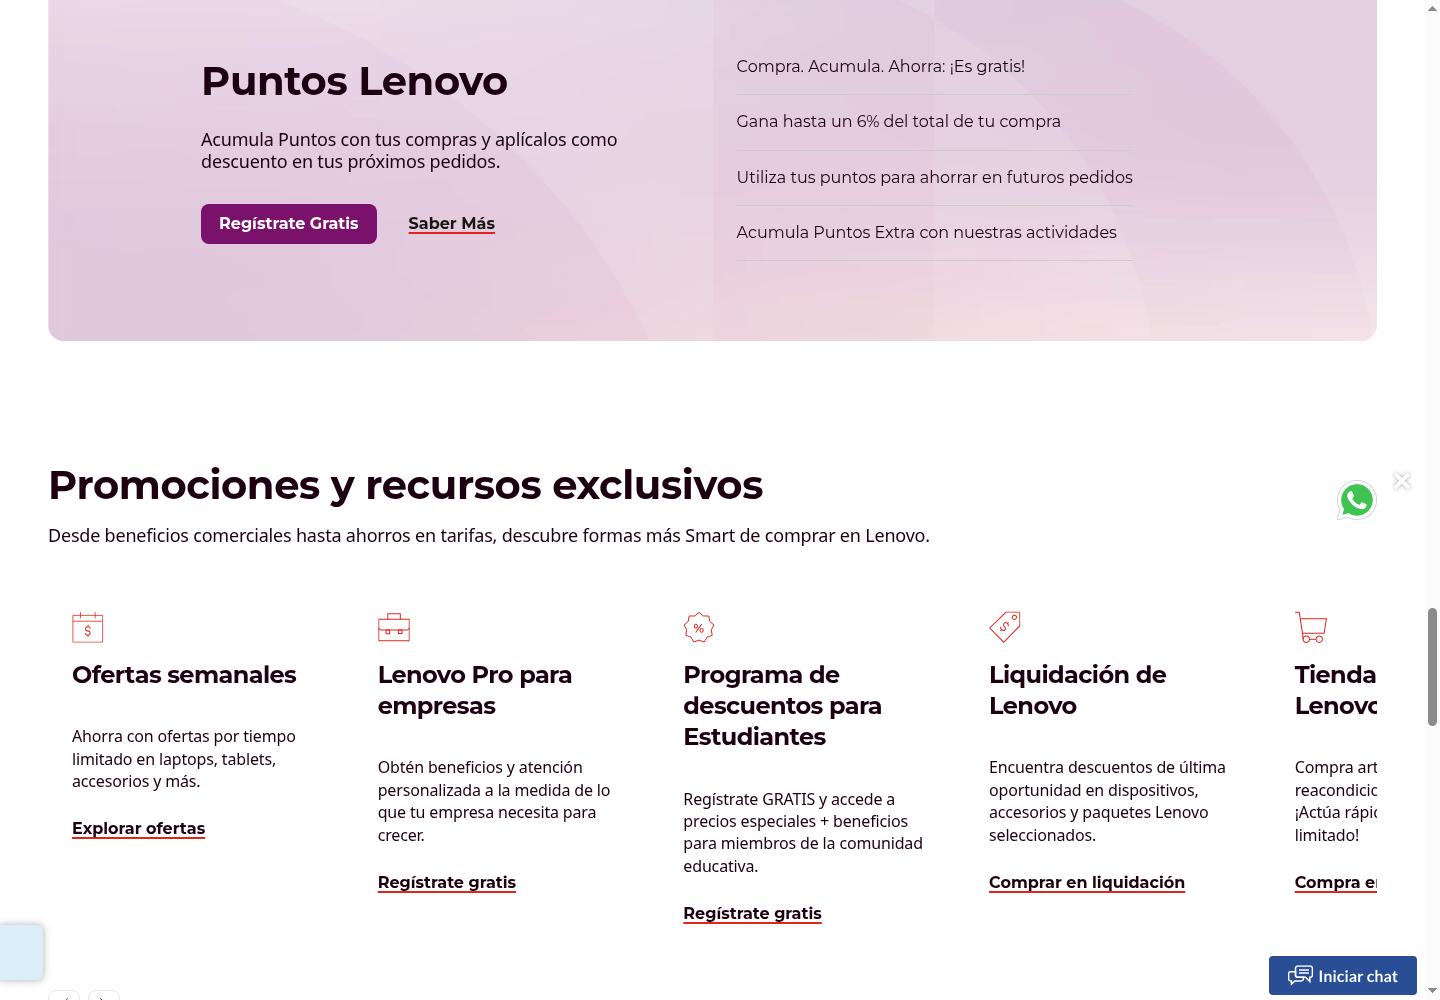 Puntos Lenovo
Acumula Puntos con tus compras y aplícalos como
descuento en tus próximos pedidos.
Regístrate Gratis
Saber Más
Compra. Acumula. Ahorra: ¡Es gratis!
Gana hasta un 6% del total de tu compra
Utiliza tus puntos para ahorrar en futuros pedidos
Acumula Puntos Extra con nuestras actividades
Promociones y recursos exclusivos
Desde beneficios comerciales hasta ahorros en tarifas, descubre formas más Smart de comprar en Lenovo.
Ofertas semanales
Ahorra con ofertas por tiempo
limitado en laptops, tablets,
accesorios y más.
Explorar ofertas
Lenovo Pro para
empresas
Obtén beneficios y atención
personalizada a la medida de lo
que tu empresa necesita para
crecer.
Regístrate gratis
Programa de
descuentos para
Estudiantes
Regístrate GRATIS y accede a
precios especiales + beneficios
para miembros de la comunidad
educativa.
Regístrate gratis
Liquidación de
Lenovo
Encuentra descuentos de última
oportunidad en dispositivos,
accesorios y paquetes Lenovo
seleccionados.
Comprar en liquidación
Tienda
Lenovo
Compra
¡Actúa
limitado!
Compra
Iniciar chat